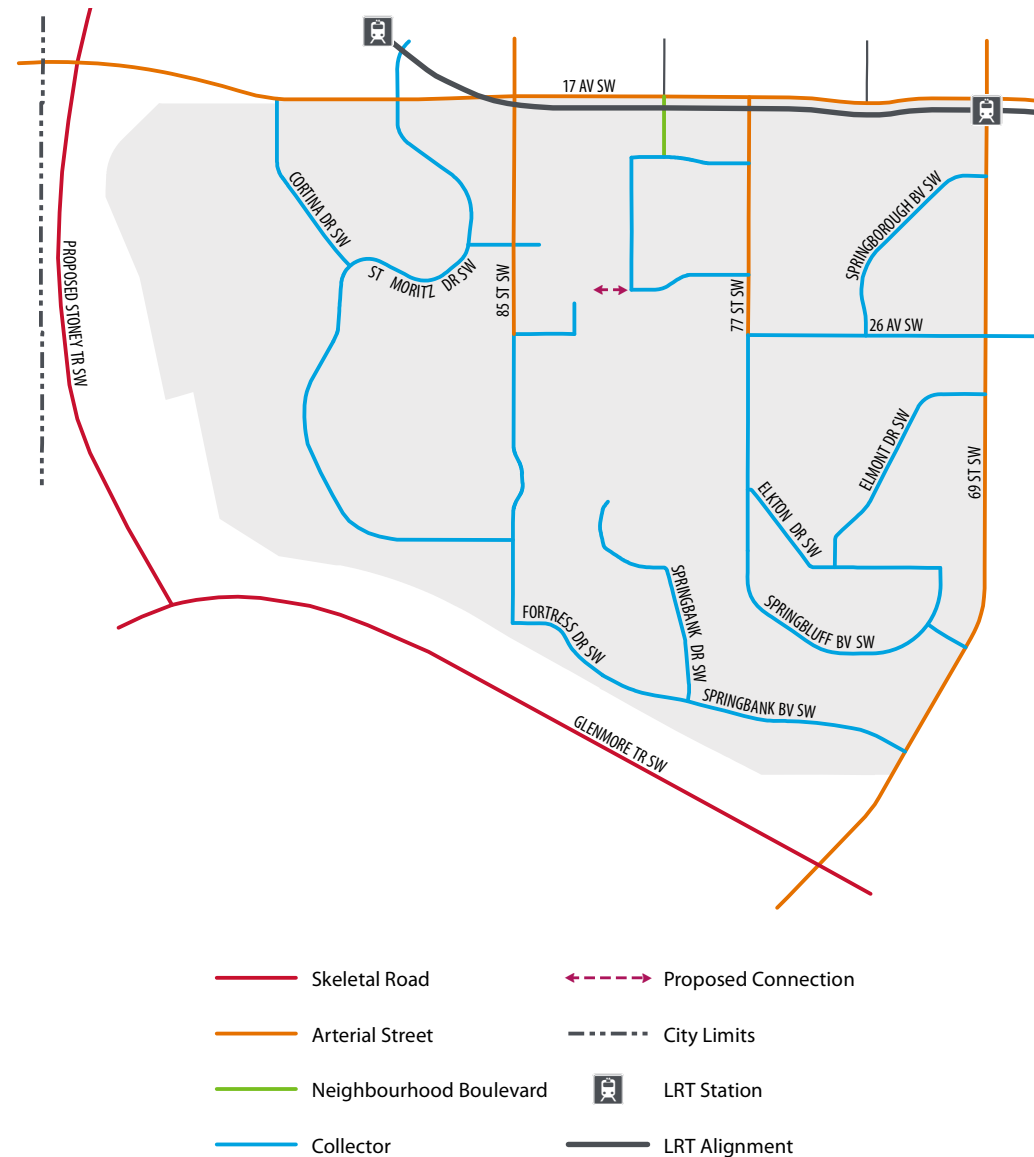 17 AV SW
CORTINA DR SW
SPRINGBOROUGH BV SW
PROPOSED STONEY TR SW
ST MORITZ DR SW
85 ST SW
77 ST SW
26 AV SW
ELMONT DR SW
69 ST SW
ELKTON DR SW
SPRINGBANK DR SW
SPRINGBLUFF BV SW
FORTRESS DR SW
SPRINGBANK BV SW
GLENMORE TR SW
Skeletal Road
Proposed Connection
Arterial Street
City Limits
Neighbourhood Boulevard
LRT Station
Collector
LRT Alignment